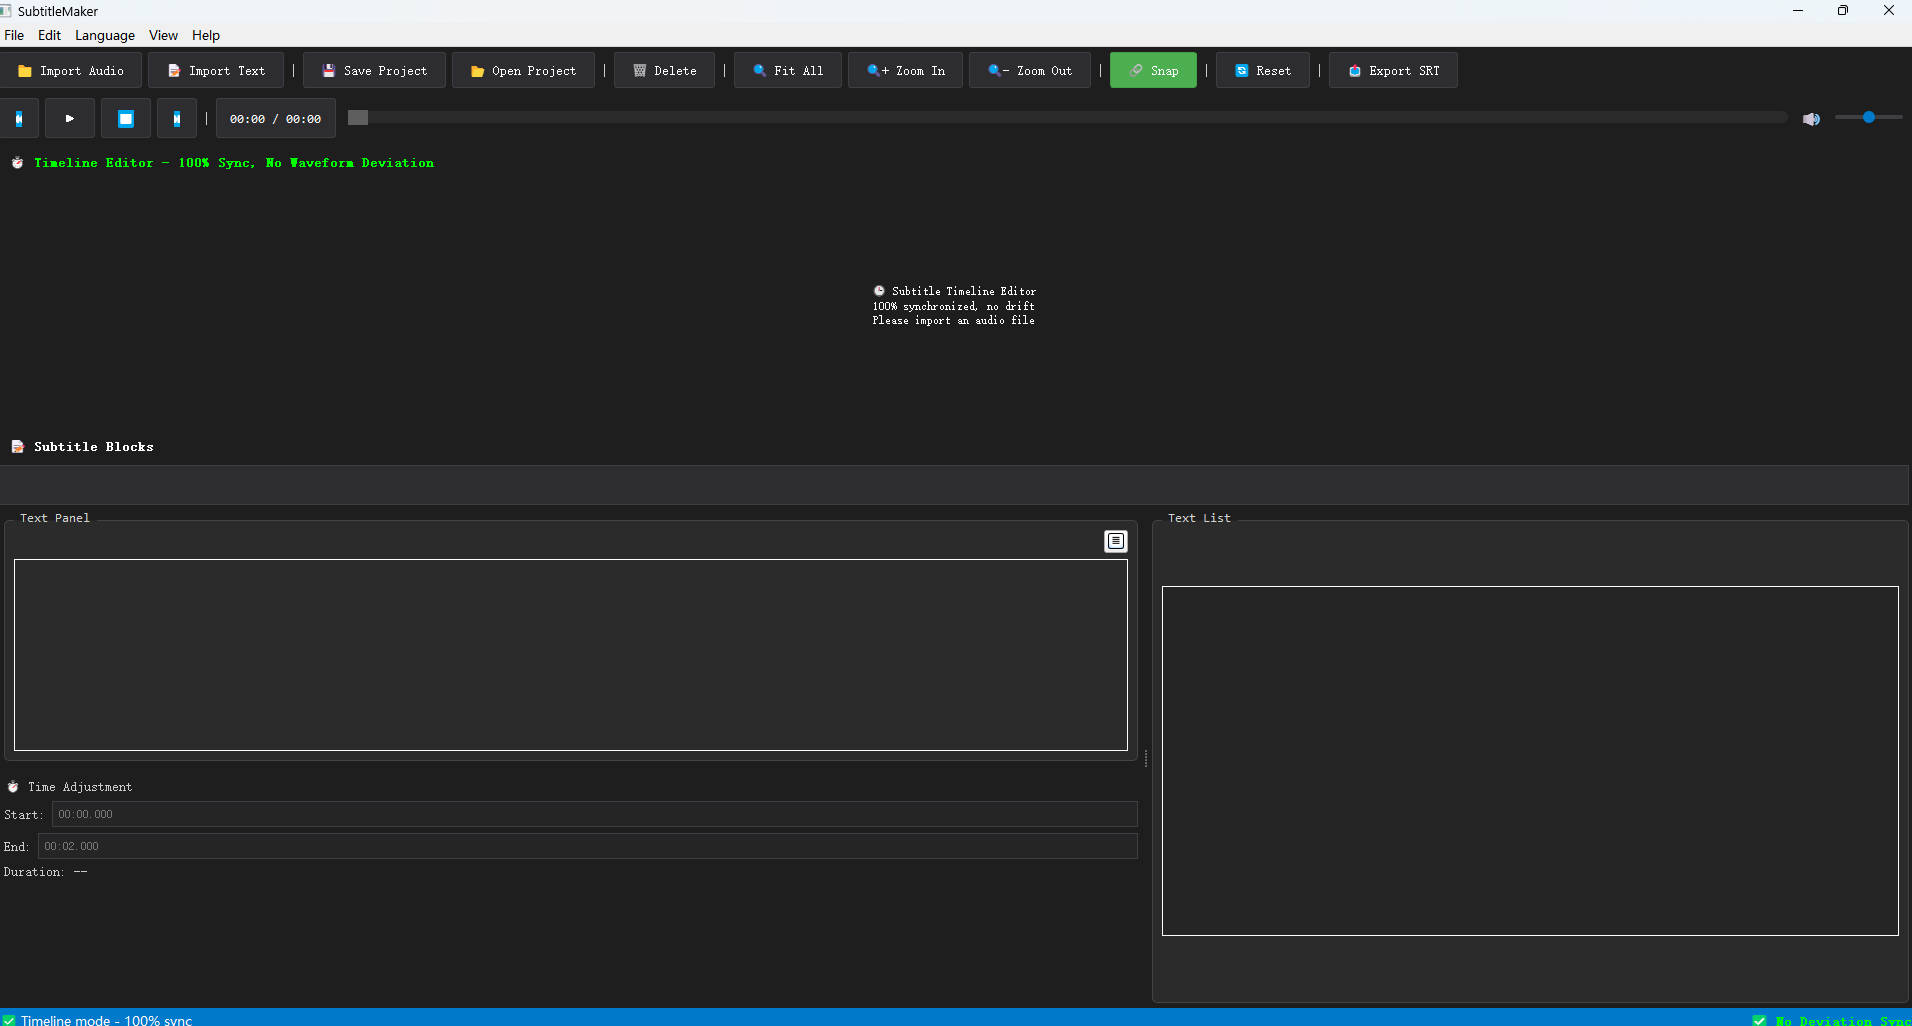 SubtitleMaker
File Edit Language View Help
Import Audio Import Text | Save Project Open Project | Delete | Fit All + Zoom In - Zoom Out | Snap | Reset | Export SRT
| 00:00 / 00:00
Timeline Editor - 100% Sync, No Waveform Deviation
Subtitle Timeline Editor
100% synchronized, no drift
Please import an audio file
Subtitle Blocks
Text Panel
Text List
Time Adjustment
Start: 00:00.000
End: 00:02.000
Duration: --
Timeline mode - 100% sync
No Deviation Sync